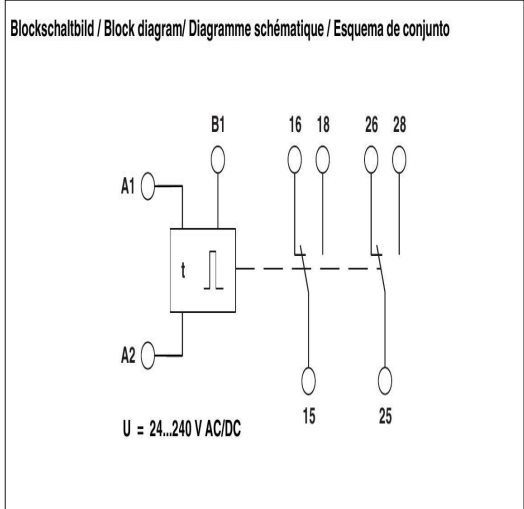 Blockschaltbild / Block diagram/ Diagramme schématique / Esquema de conjunto
B1 16 18 26 28
A1
t
A2
15 25
U = 24...240 V AC/DC